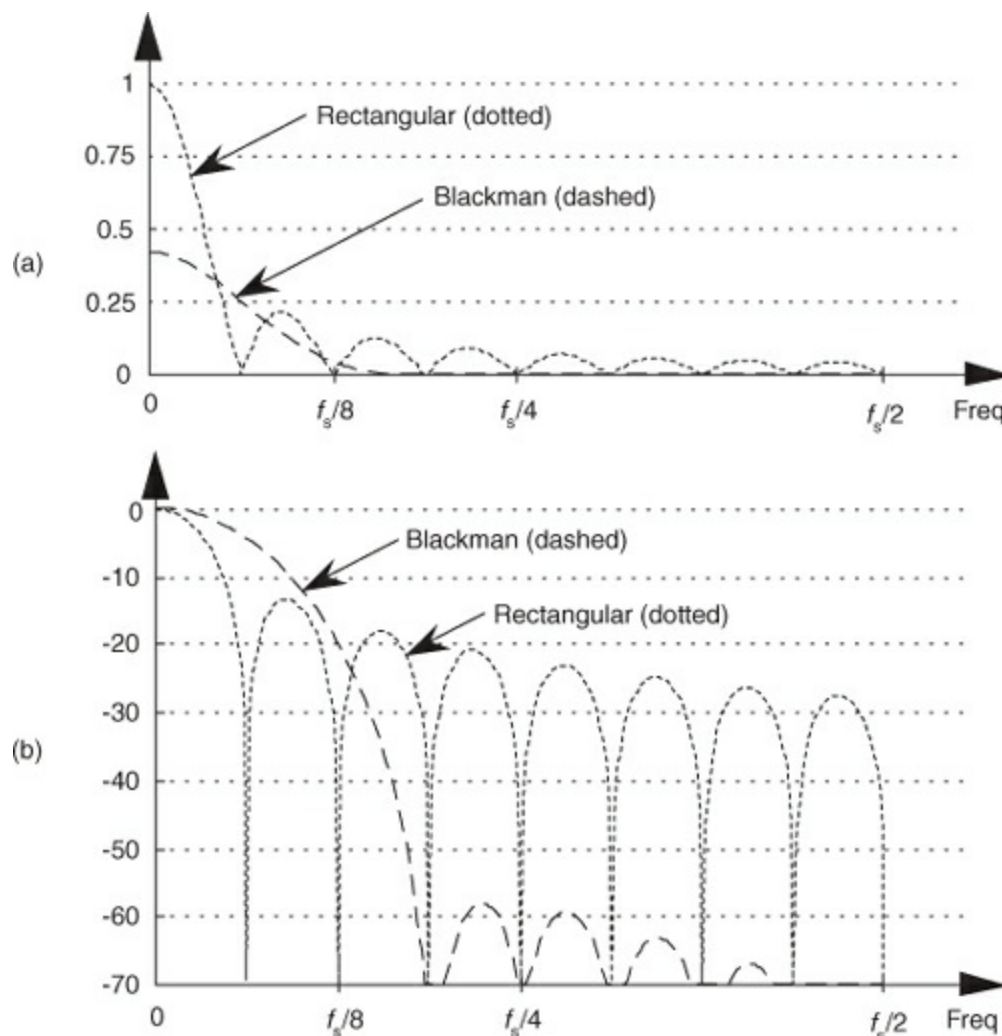 1
Rectangular (dotted)
0.75
Blackman (dashed)
0.5
(a)
0.25
0
0
fs/8
fs/4
fs/2
Freq
0
Blackman (dashed)
-10
Rectangular (dotted)
-20
-30
(b)
-40
-50
-60
-70
0
fs/8
fs/4
fs/2
Freq